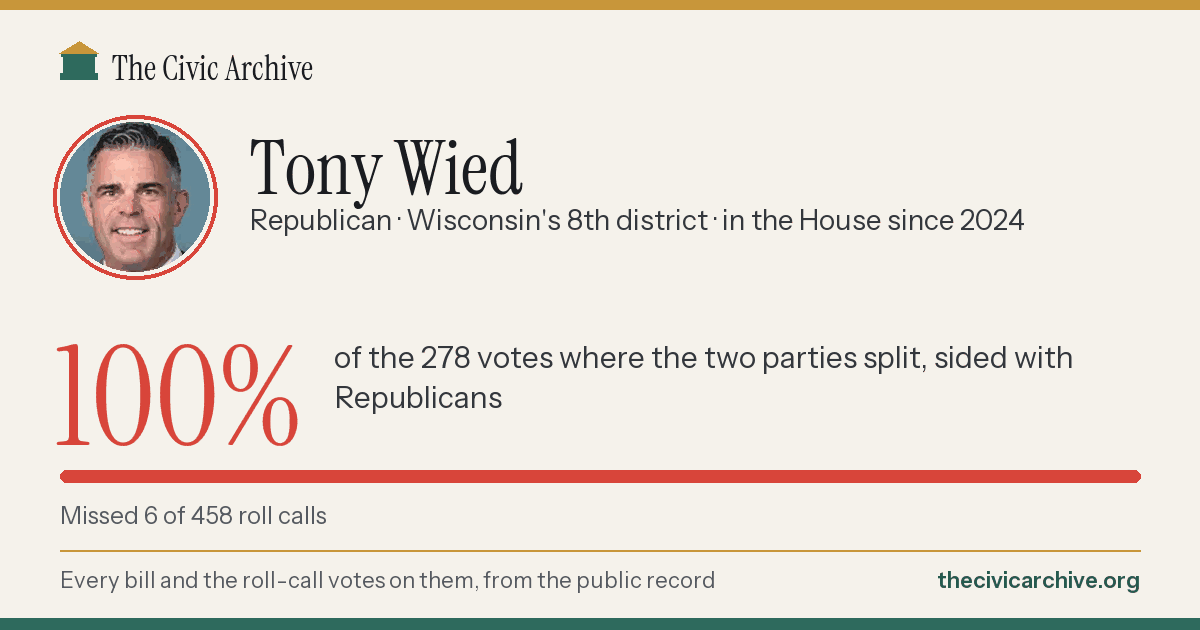 The Civic Archive
Tony Wied
Republican · Wisconsin's 8th district · in the House since 2024
100%
of the 278 votes where the two parties split, sided with
Republicans
Missed 6 of 458 roll calls
Every bill and the roll-call votes on them, from the public record
thecivicarchive.org